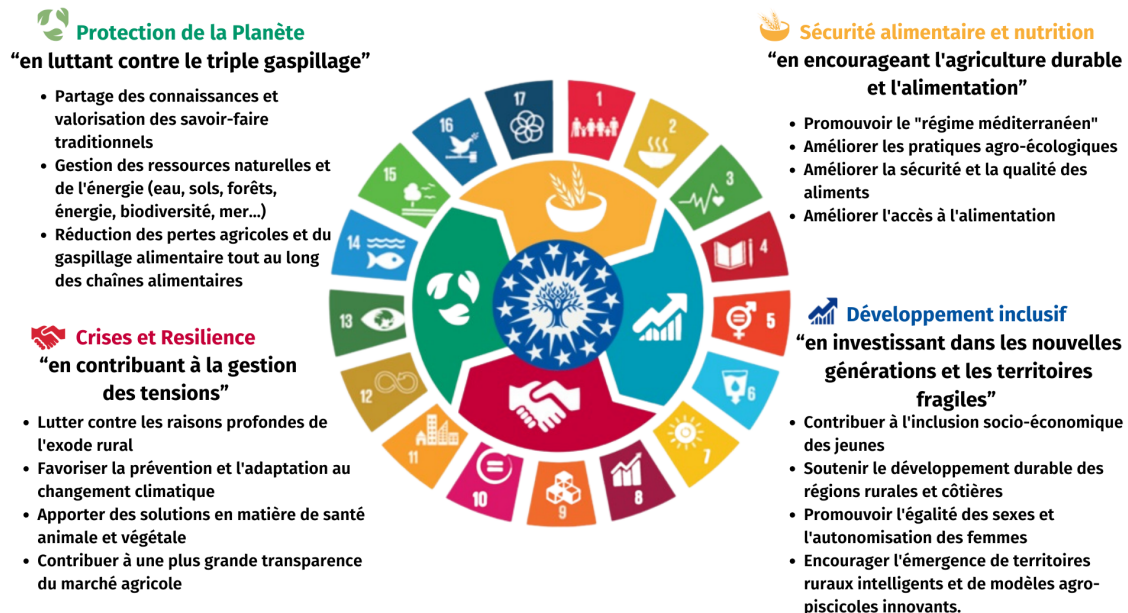 Protection de la Planète
“en luttant contre le triple gaspillage”
• Partage des connaissances et
valorisation des savoir-faire
traditionnels
• Gestion des ressources naturelles et
de l'énergie (eau, sols, forêts,
énergie, biodiversité, mer...)
• Réduction des pertes agricoles et du
gaspillage alimentaire tout au long
des chaînes alimentaires
Crises et Resilience
“en contribuant à la gestion
des tensions”
• Lutter contre les raisons profondes de
l'exode rural
• Favoriser la prévention et l'adaptation au
changement climatique
• Apporter des solutions en matière de santé
animale et végétale
• Contribuer à une plus grande transparence
du marché agricole
1
2
3
4
5
6
7
8
9
10
11
12
13
14
15
16
17
Sécurité alimentaire et nutrition
“en encourageant l'agriculture durable
et l'alimentation”
• Promouvoir le "régime méditerranéen"
• Améliorer les pratiques agro-écologiques
• Améliorer la sécurité et la qualité des
aliments
• Améliorer l'accès à l'alimentation
Développement inclusif
“en investissant dans les nouvelles
générations et les territoires
fragiles”
• Contribuer à l'inclusion socio-économique
des jeunes
• Soutenir le développement durable des
régions rurales et côtières
• Promouvoir l'égalité des sexes et
l'autonomisation des femmes
• Encourager l'émergence de territoires
ruraux intelligents et de modèles agro-
piscicoles innovants.